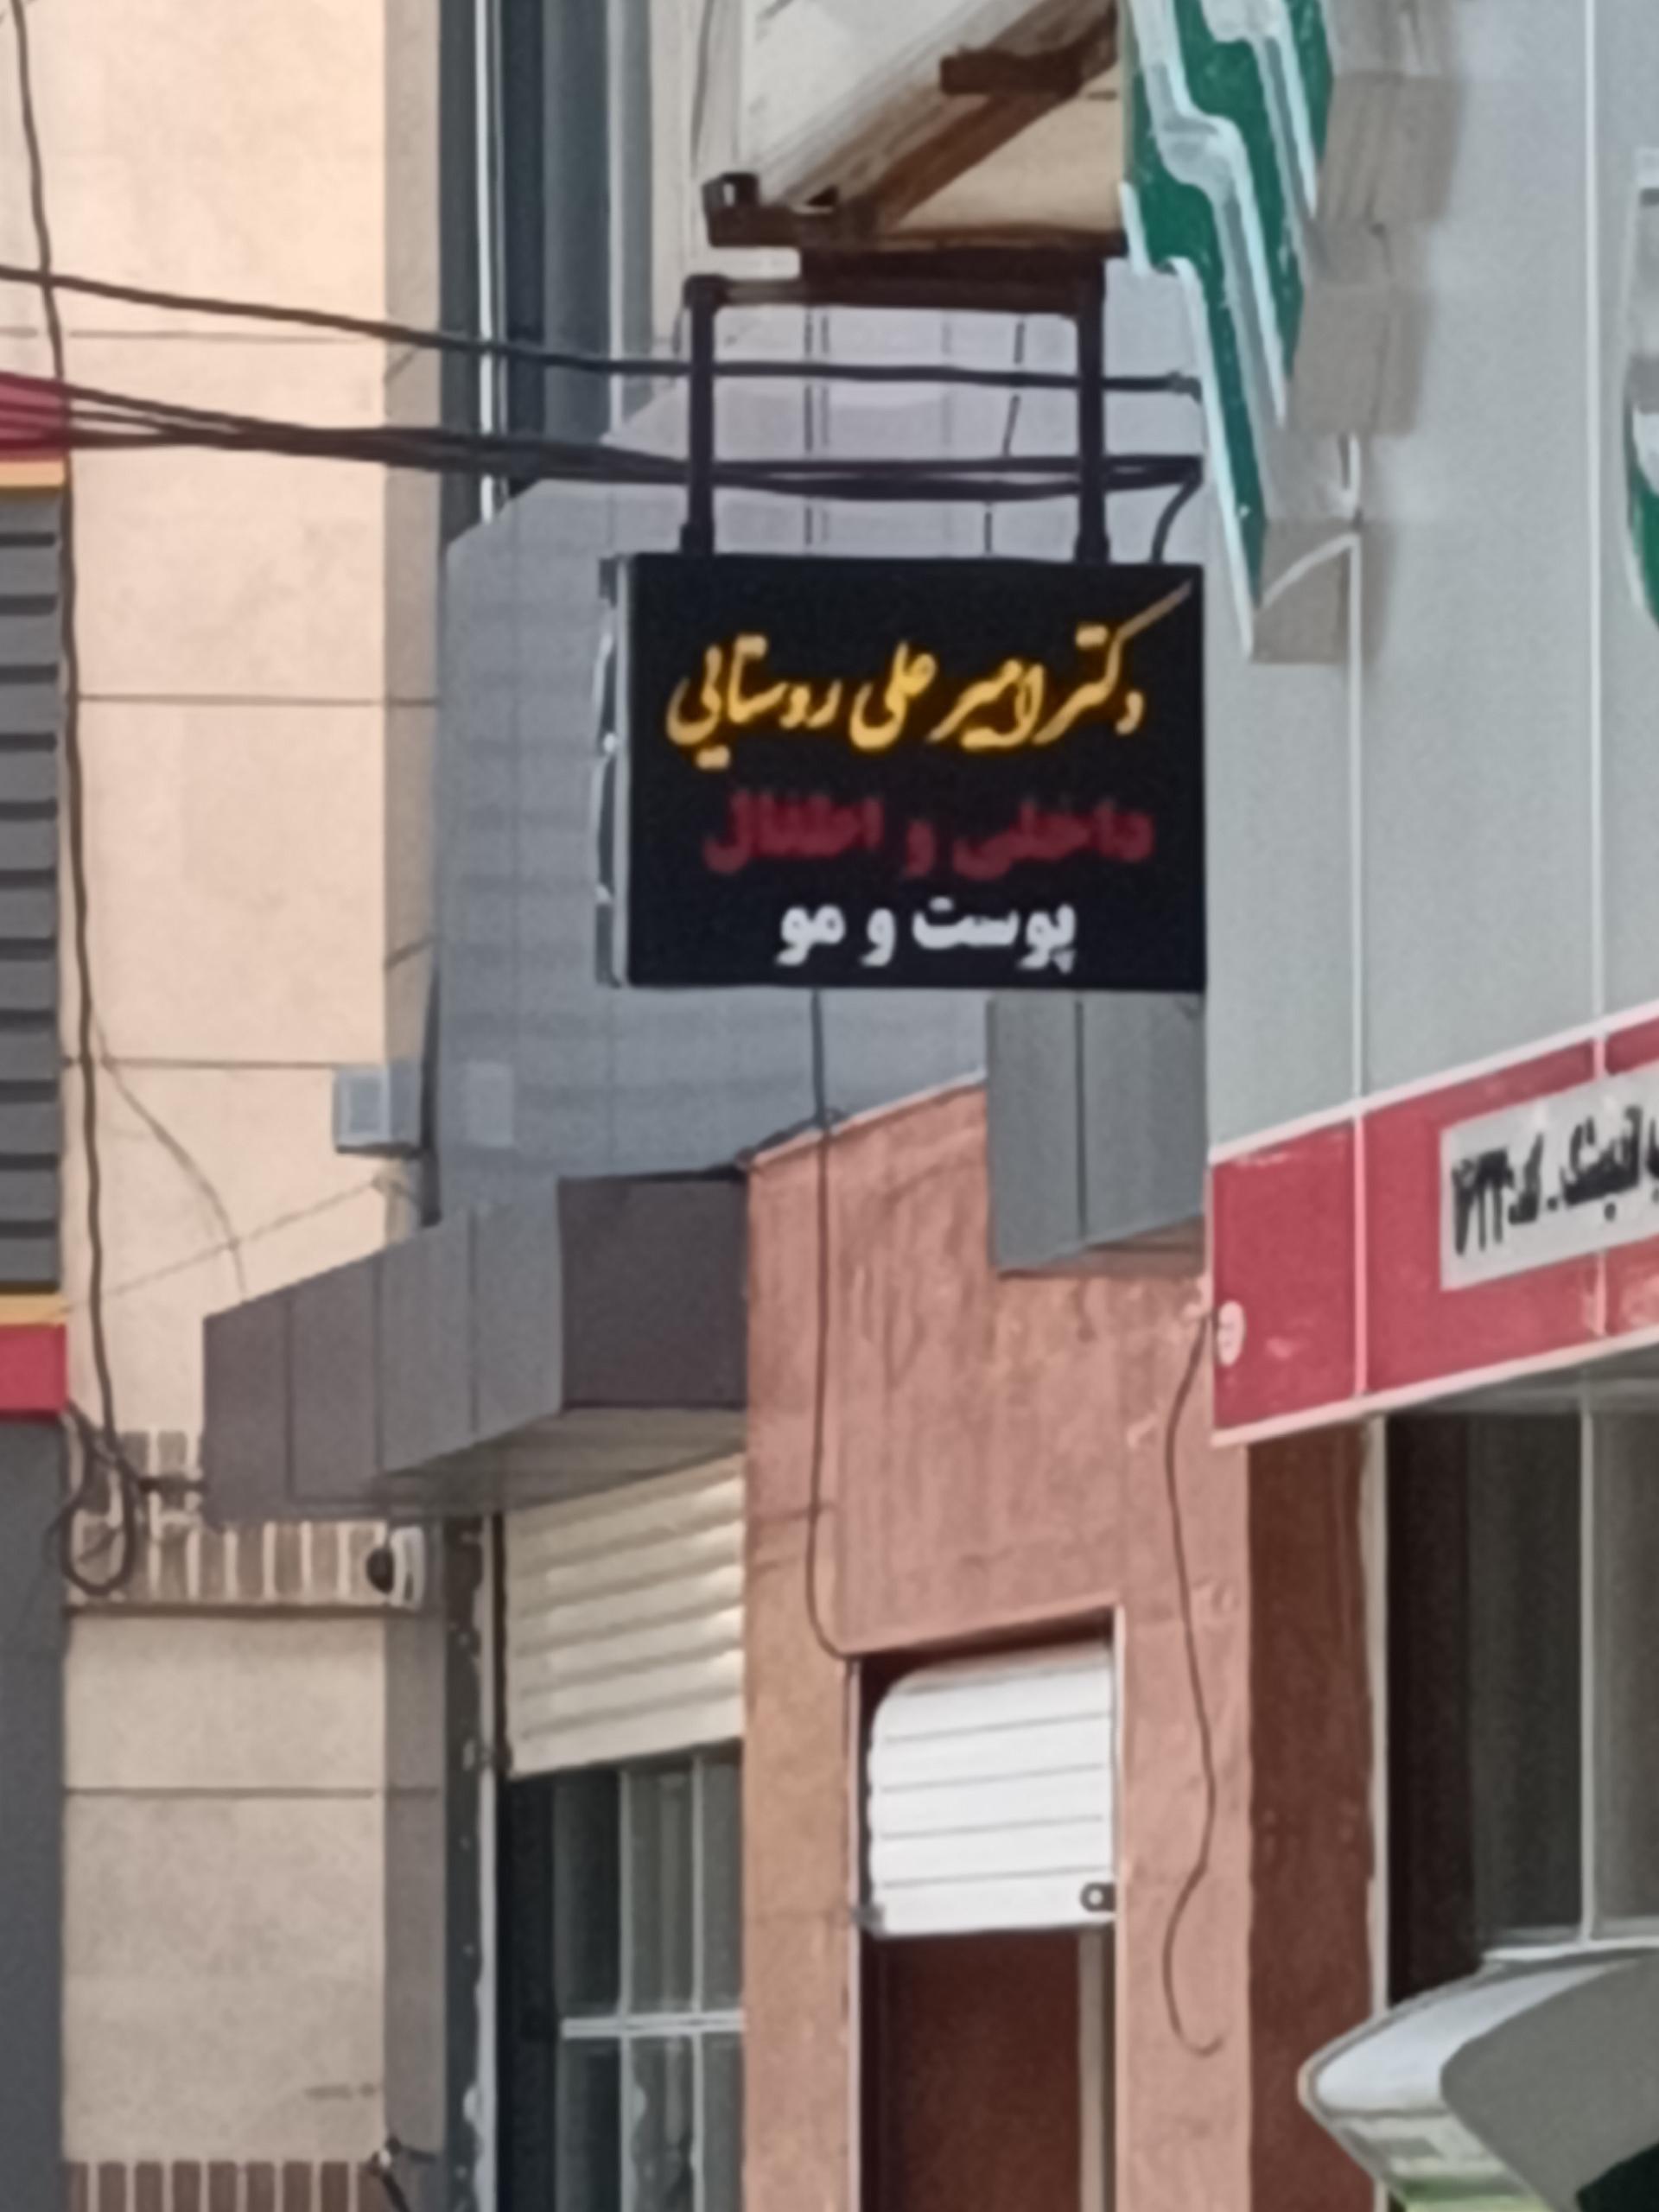 دکتر امیر علی روستایی
داخلی و اطفال
پوست و مو